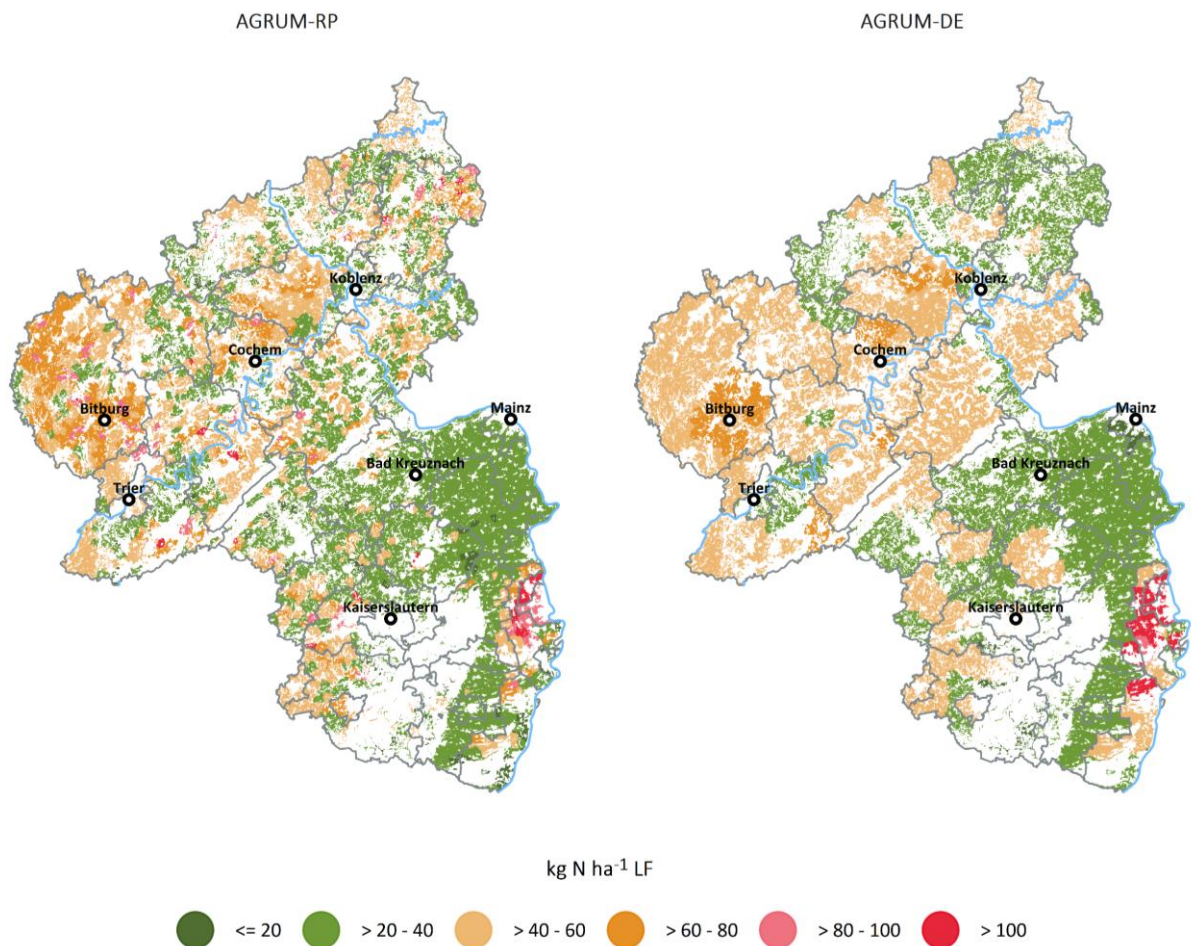 AGRUM-RP
AGRUM-DE
Koblenz
Koblenz
Cochem
Cochem
Bitburg
Mainz
Bitburg
Mainz
Bad Kreuznach
Bad Kreuznach
Trier
Trier
Kaiserslautern
Kaiserslautern
kg N ha⁻¹ LF
<= 20
> 20 - 40
> 40 - 60
> 60 - 80
> 80 - 100
> 100